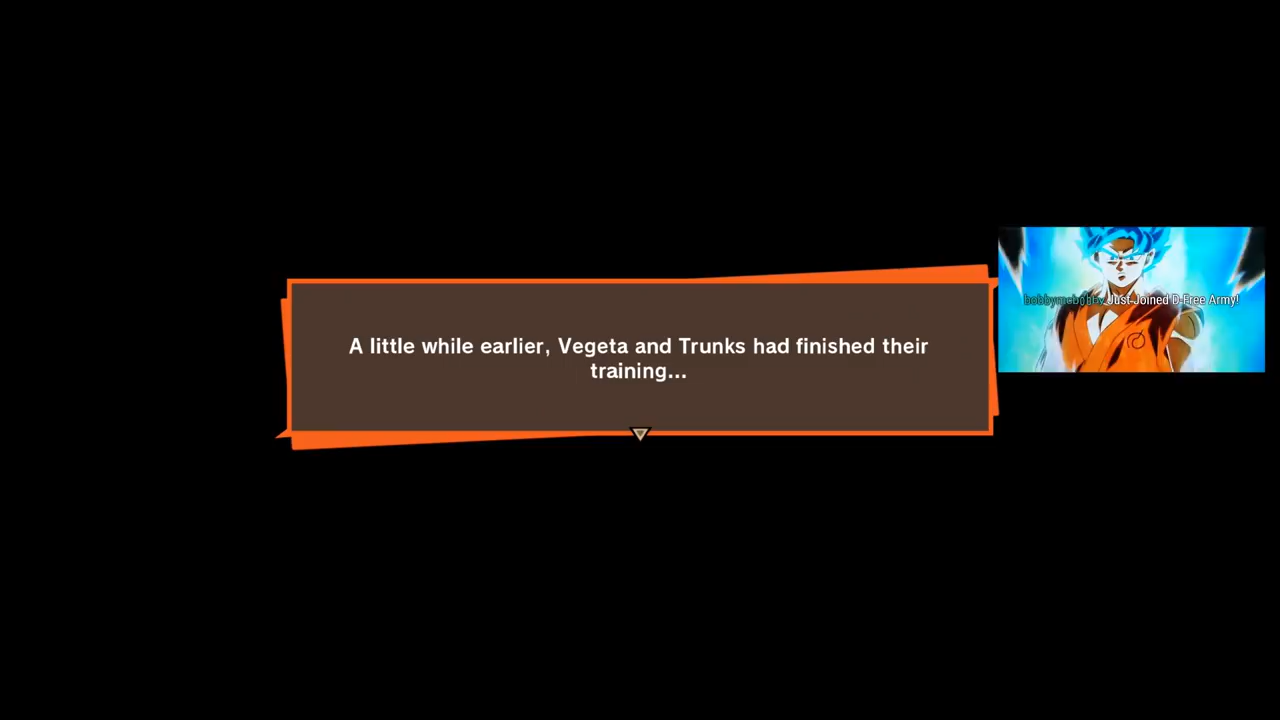 A little while earlier, Vegeta and Trunks had finished their
training...
Just Joined D-Free Army!